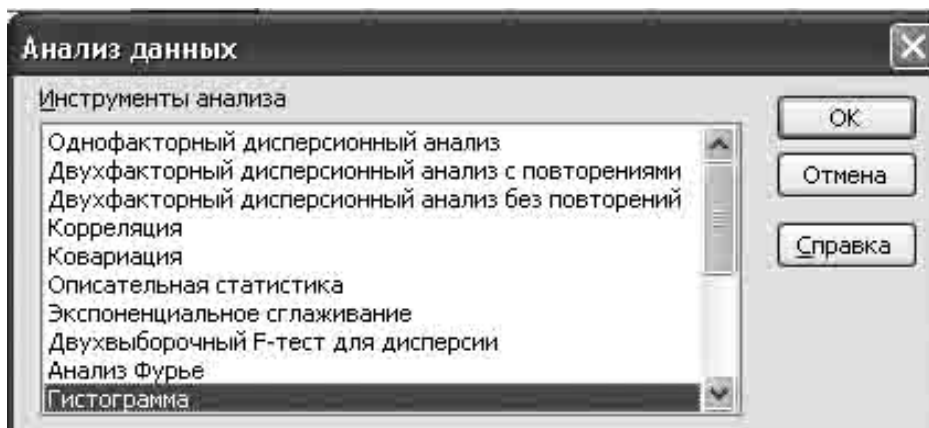 Анализ данных
Инструменты анализа
Однофакторный дисперсионный анализ
Двухфакторный дисперсионный анализ с повторениями
Двухфакторный дисперсионный анализ без повторений
Корреляция
Ковариация
Описательная статистика
Экспоненциальное сглаживание
Двухвыборочный F-тест для дисперсии
Анализ Фурье
Гистограмма
ОК
Отмена
Справка